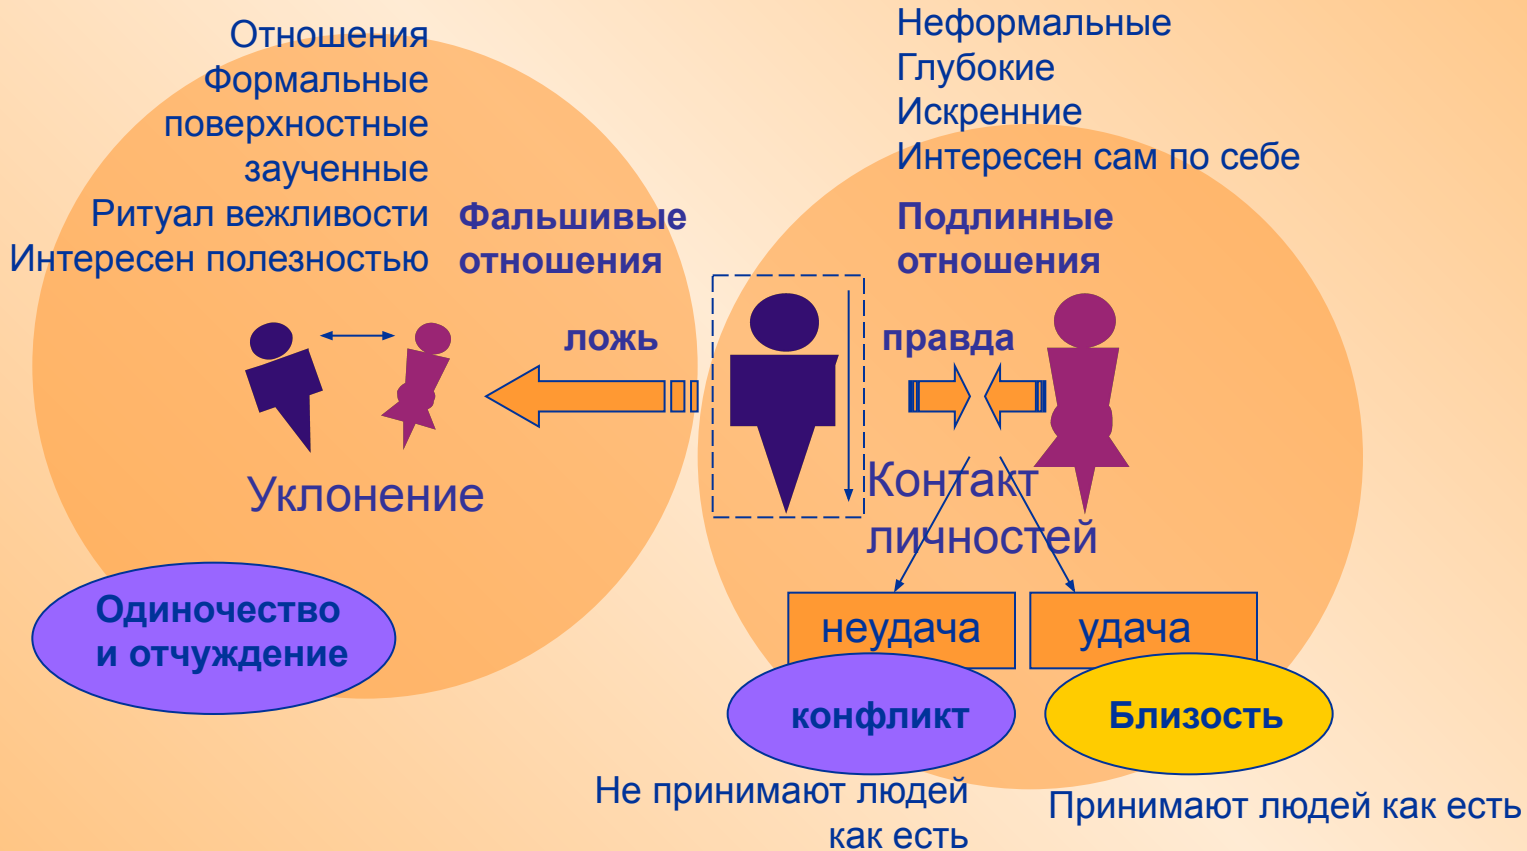 Отношения
Формальные
поверхностные
заученные
Ритуал вежливости
Интересен полезностью
Фальшивые
отношения
ложь
Уклонение
Одиночество
и отчуждение
Неформальные
Глубокие
Искренние
Интересен сам по себе
Подлинные
отношения
правда
Контакт
личностей
неудача
удача
конфликт
Близость
Не принимают людей
как есть
Принимают людей как есть